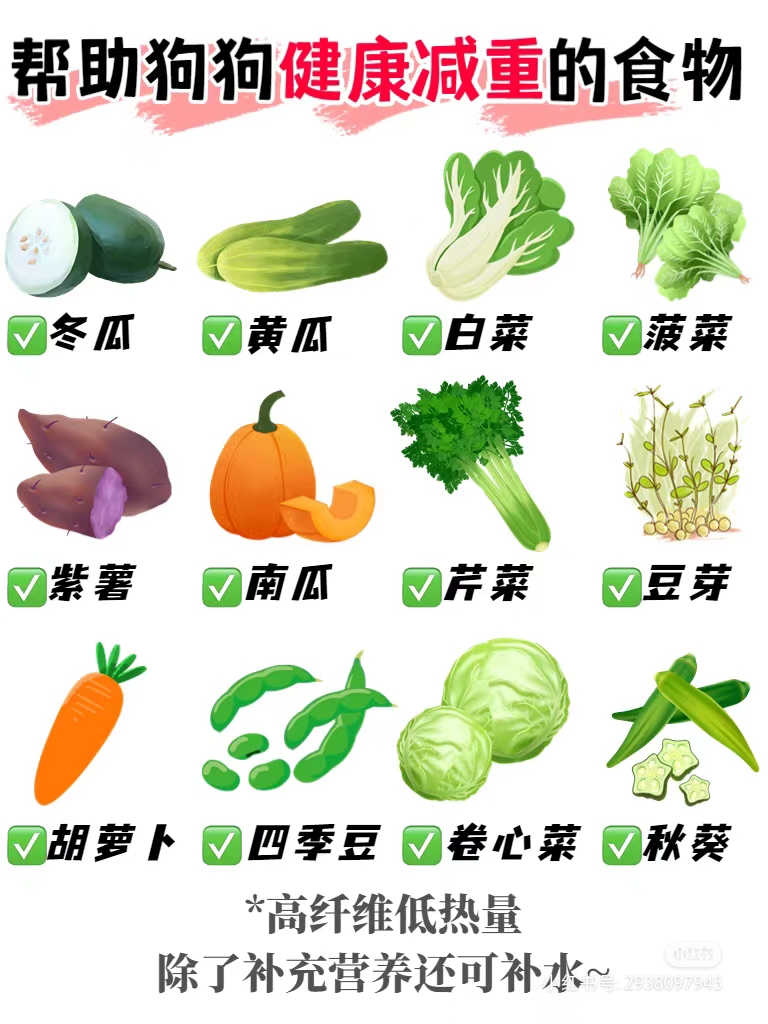 帮助狗狗健康减重的食物
冬瓜
黄瓜
白菜
菠菜
紫薯
南瓜
芹菜
豆芽
胡萝卜
四季豆
卷心菜
秋葵
*高纤维低热量
除了补充营养还可补水~
小红书
小红书号: 2938097945